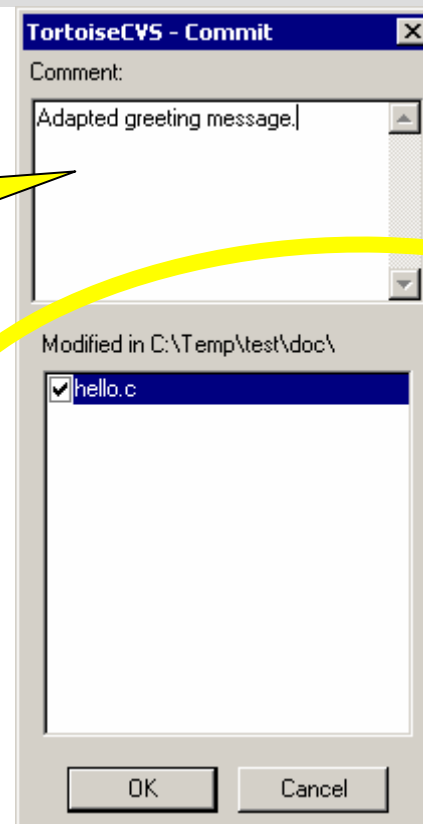 TortoiseCVS - Commit
Comment:
Adapted greeting message.
Modified in C:\Temp\test\doc\
hello.c
OK
Cancel